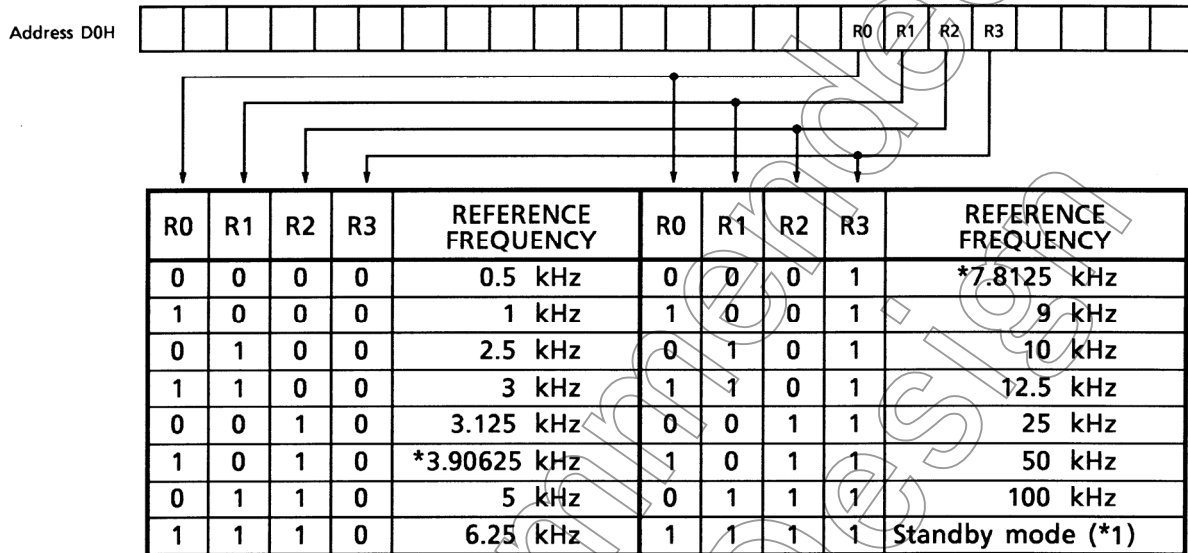 Address D0H R0 R1 R2 R3
R0 R1 R2 R3 REFERENCE FREQUENCY R0 R1 R2 R3 REFERENCE FREQUENCY
0 0 0 0 0.5 kHz 0 0 0 1 *7.8125 kHz
1 0 0 0 1 kHz 1 0 0 1 9 kHz
0 1 0 0 2.5 kHz 0 1 0 1 10 kHz
1 1 0 0 3 kHz 1 1 0 1 12.5 kHz
0 0 1 0 3.125 kHz 0 0 1 1 25 kHz
1 0 1 0 *3.90625 kHz 1 0 1 1 50 kHz
0 1 1 0 5 kHz 0 1 1 1 100 kHz
1 1 1 0 6.25 kHz 1 1 1 1 Standby mode (*1)